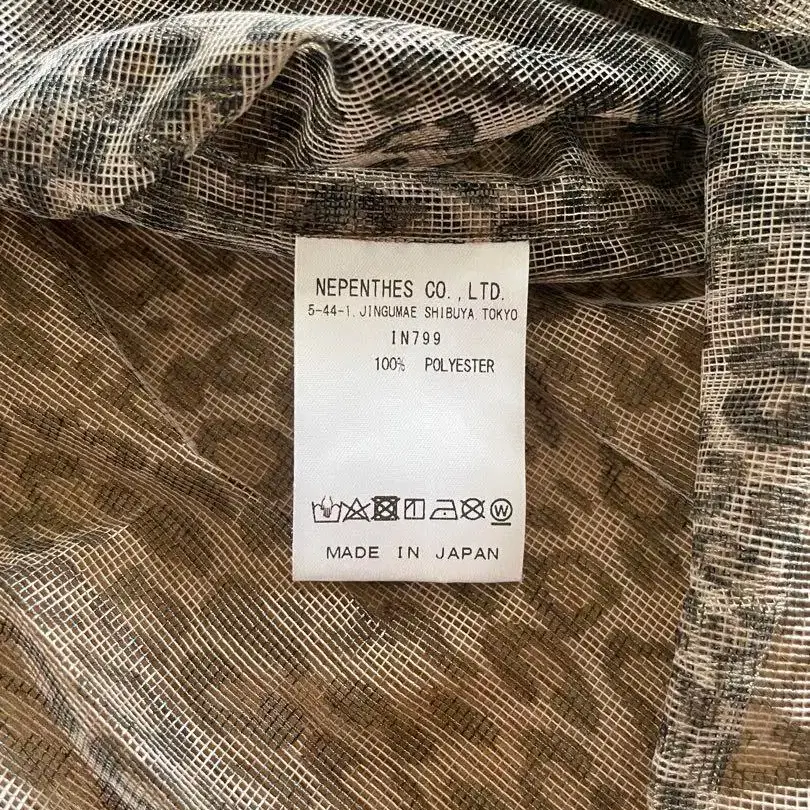 NEPENTHES CO.,LTD.
5-44-1, JINGUMAE SHIBUYA TOKYO
IN799
100% POLYESTER
W
MADE IN JAPAN